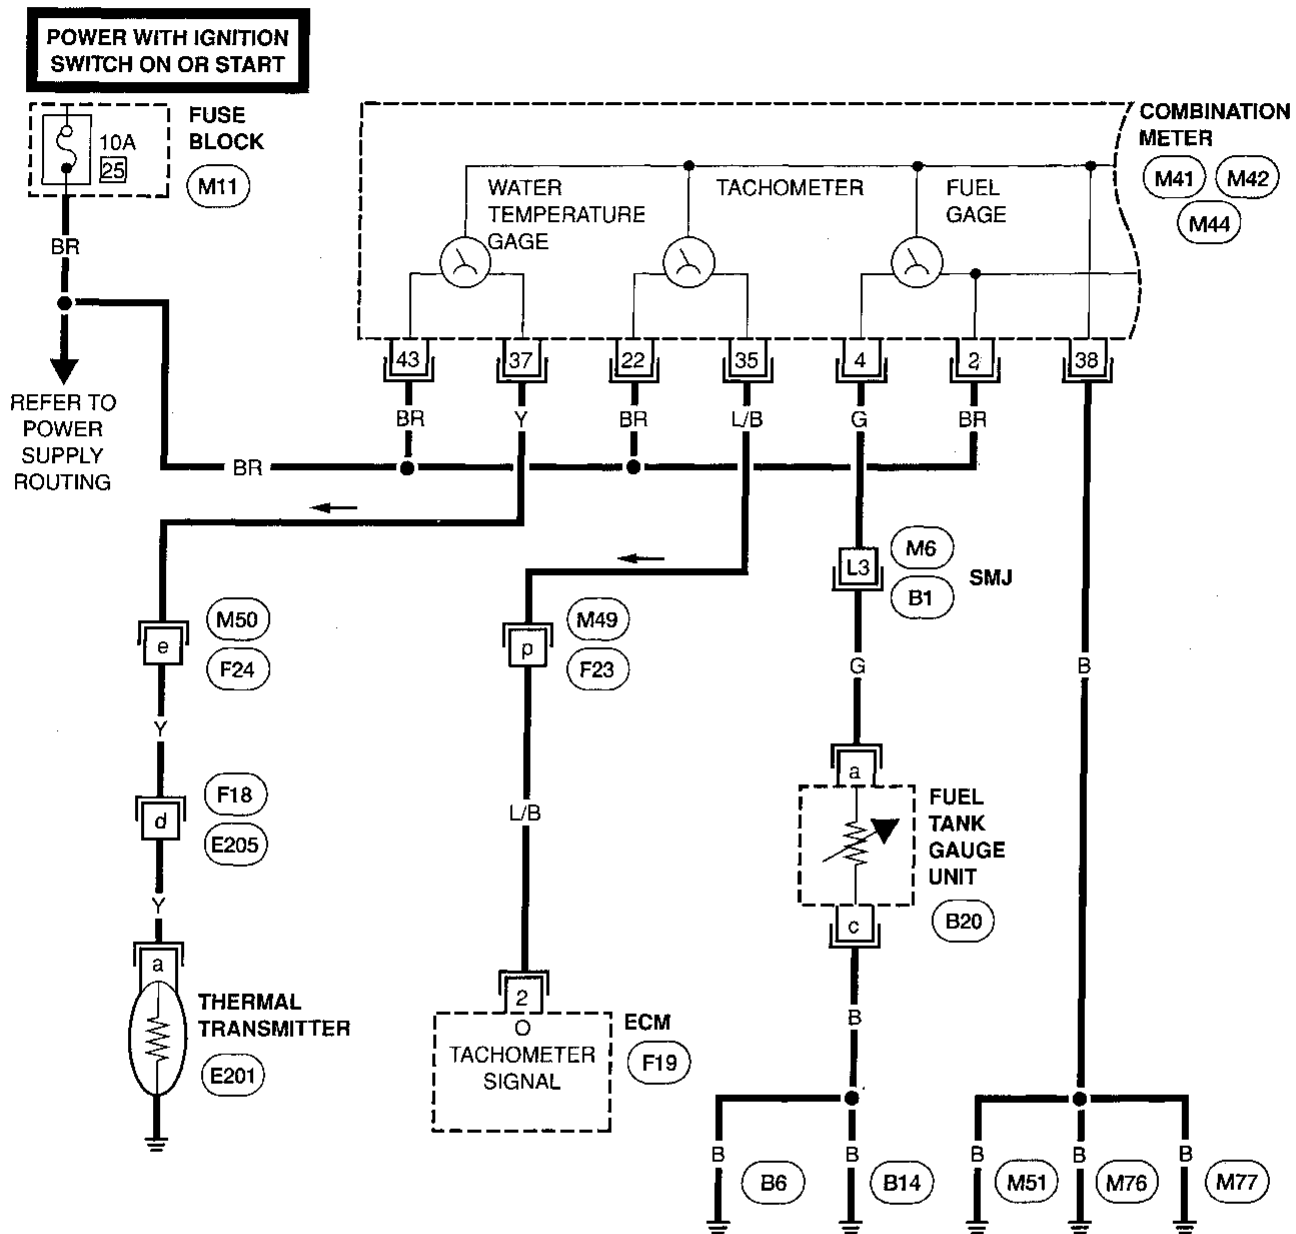 POWER WITH IGNITION
SWITCH ON OR START
FUSE
BLOCK
10A
25
M11
BR
REFER TO
POWER
SUPPLY
ROUTING
COMBINATION
METER
M41
M42
M44
WATER
TEMPERATURE
GAGE
TACHOMETER
FUEL
GAGE
43
37
22
35
4
2
38
BR
Y
BR
L/B
G
BR
BR
M6
B1
SMJ
L3
M50
F24
e
M49
F23
p
G
B
Y
F18
E205
d
L/B
a
FUEL
TANK
GAUGE
UNIT
B20
c
Y
a
THERMAL
TRANSMITTER
E201
2
O
TACHOMETER
SIGNAL
ECM
F19
B
B
B6
B
B14
B
M51
B
M76
B
M77